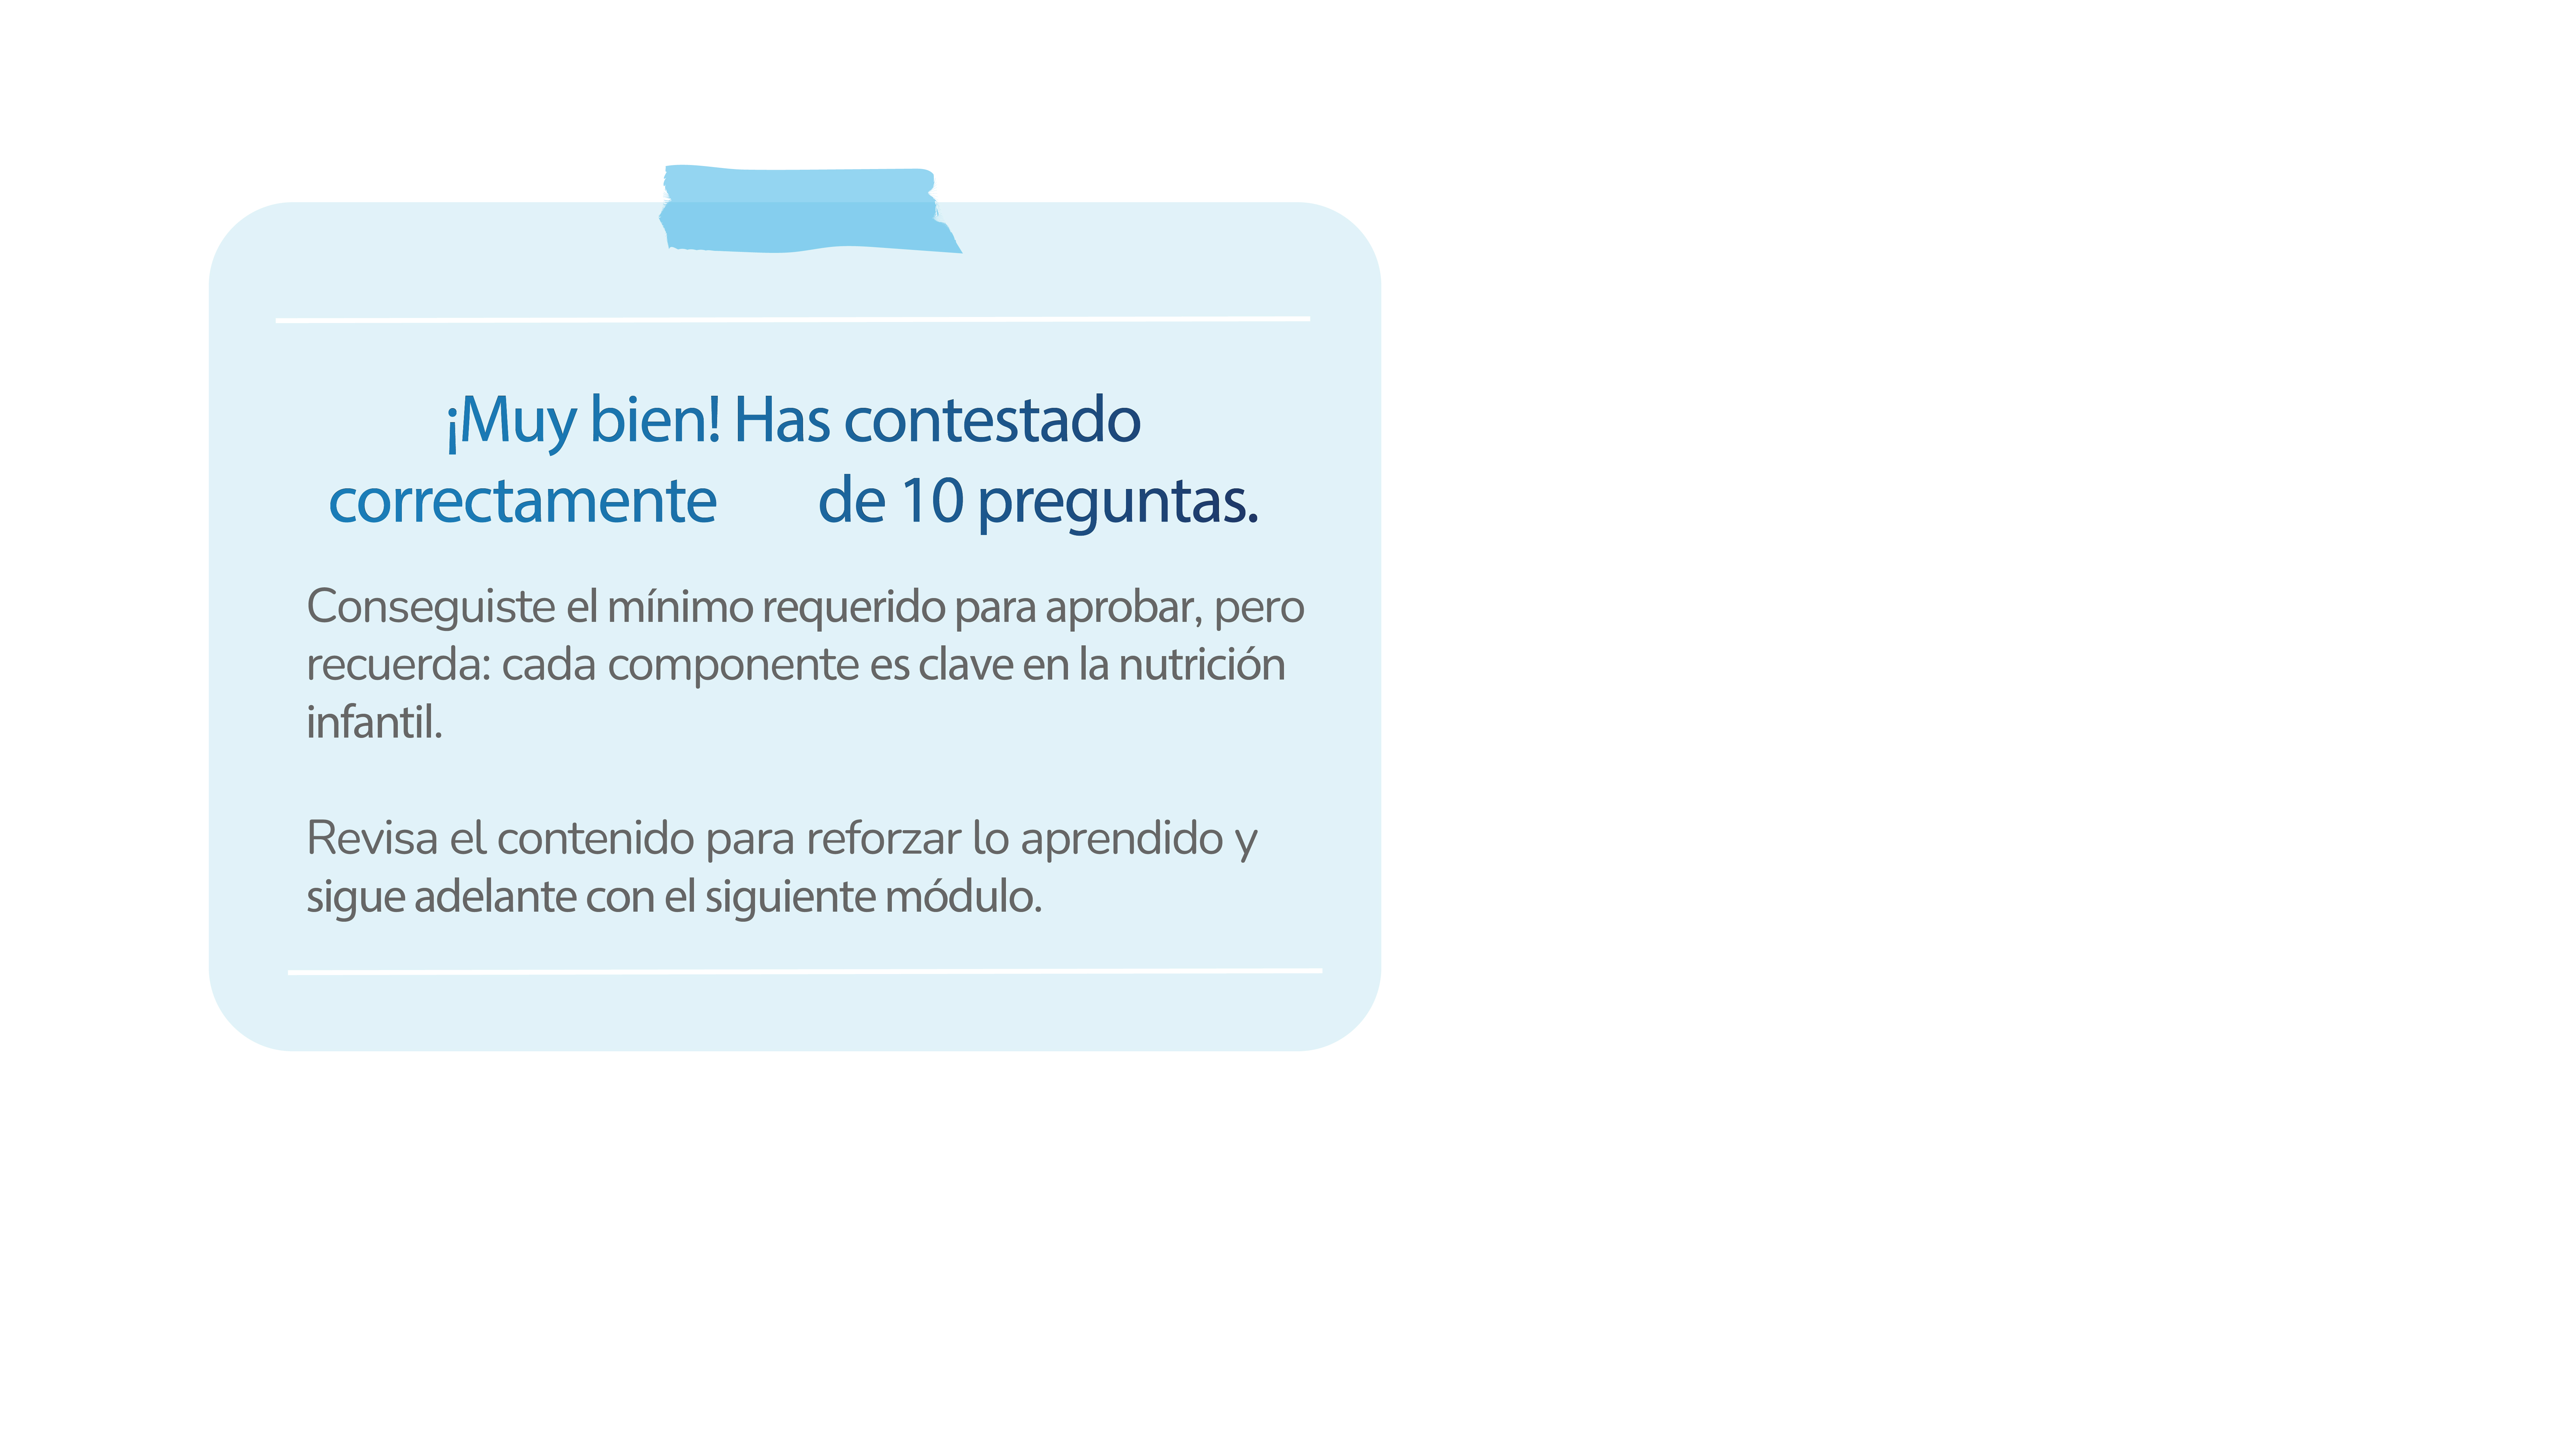 ¡Muy bien! Has contestado
correctamente de 10 preguntas.
Conseguiste el mínimo requerido para aprobar, pero
recuerda: cada componente es clave en la nutrición
infantil.
Revisa el contenido para reforzar lo aprendido y
sigue adelante con el siguiente módulo.